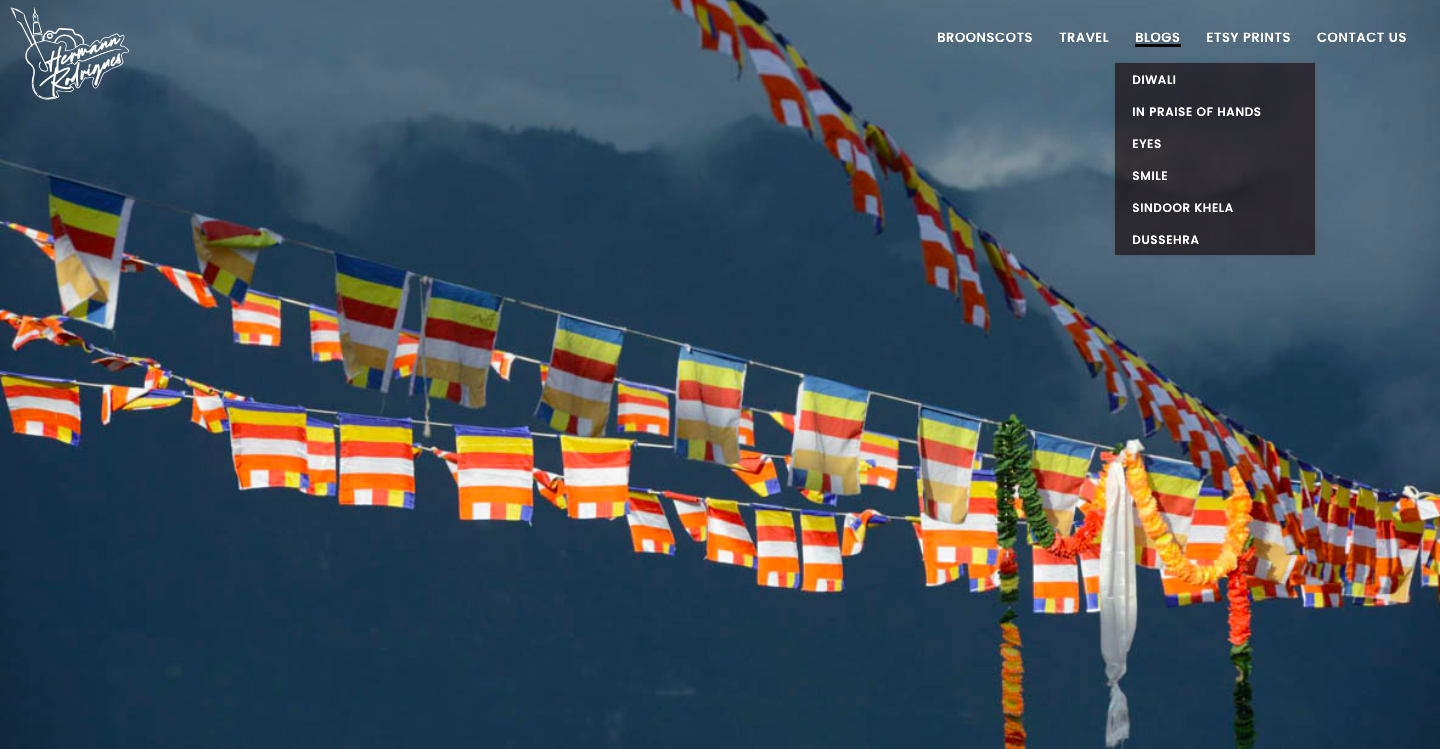 Hermann
Rodrigues
BROONSCOTS
TRAVEL
BLOGS
ETSY PRINTS
CONTACT US
DIWALI
IN PRAISE OF HANDS
EYES
SMILE
SINDOOR KHELA
DUSSEHRA